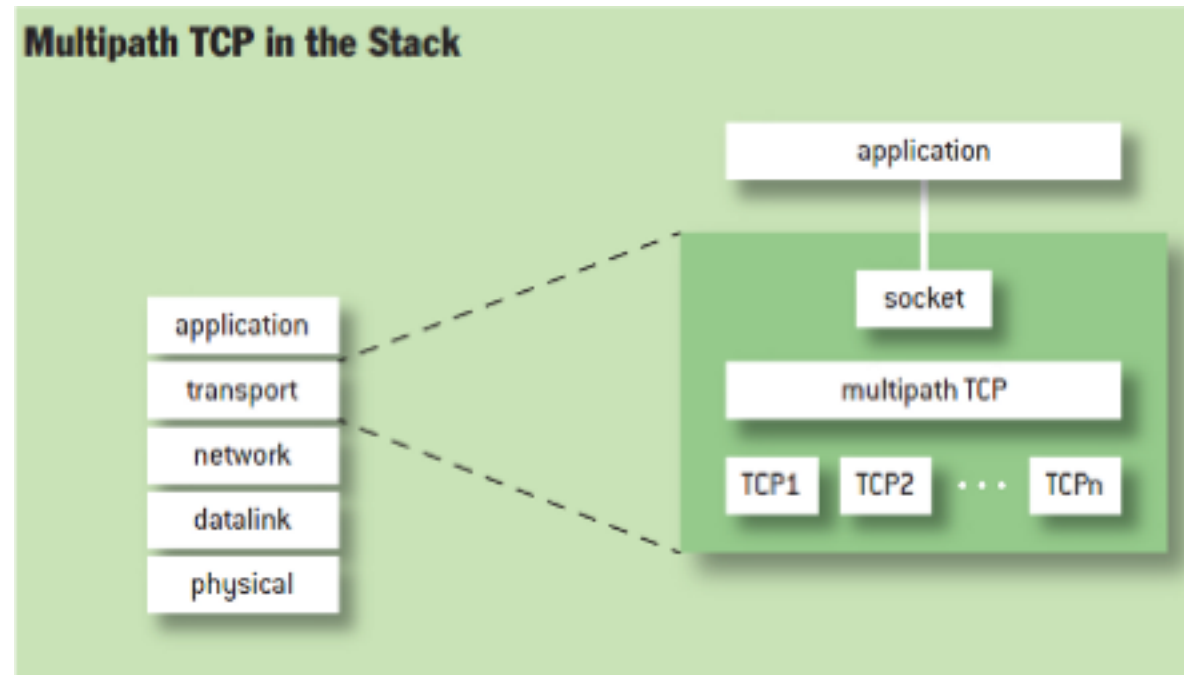 Multipath TCP in the Stack
application
transport
network
datalink
physical
application
socket
multipath TCP
TCP1 TCP2 ... TCPn